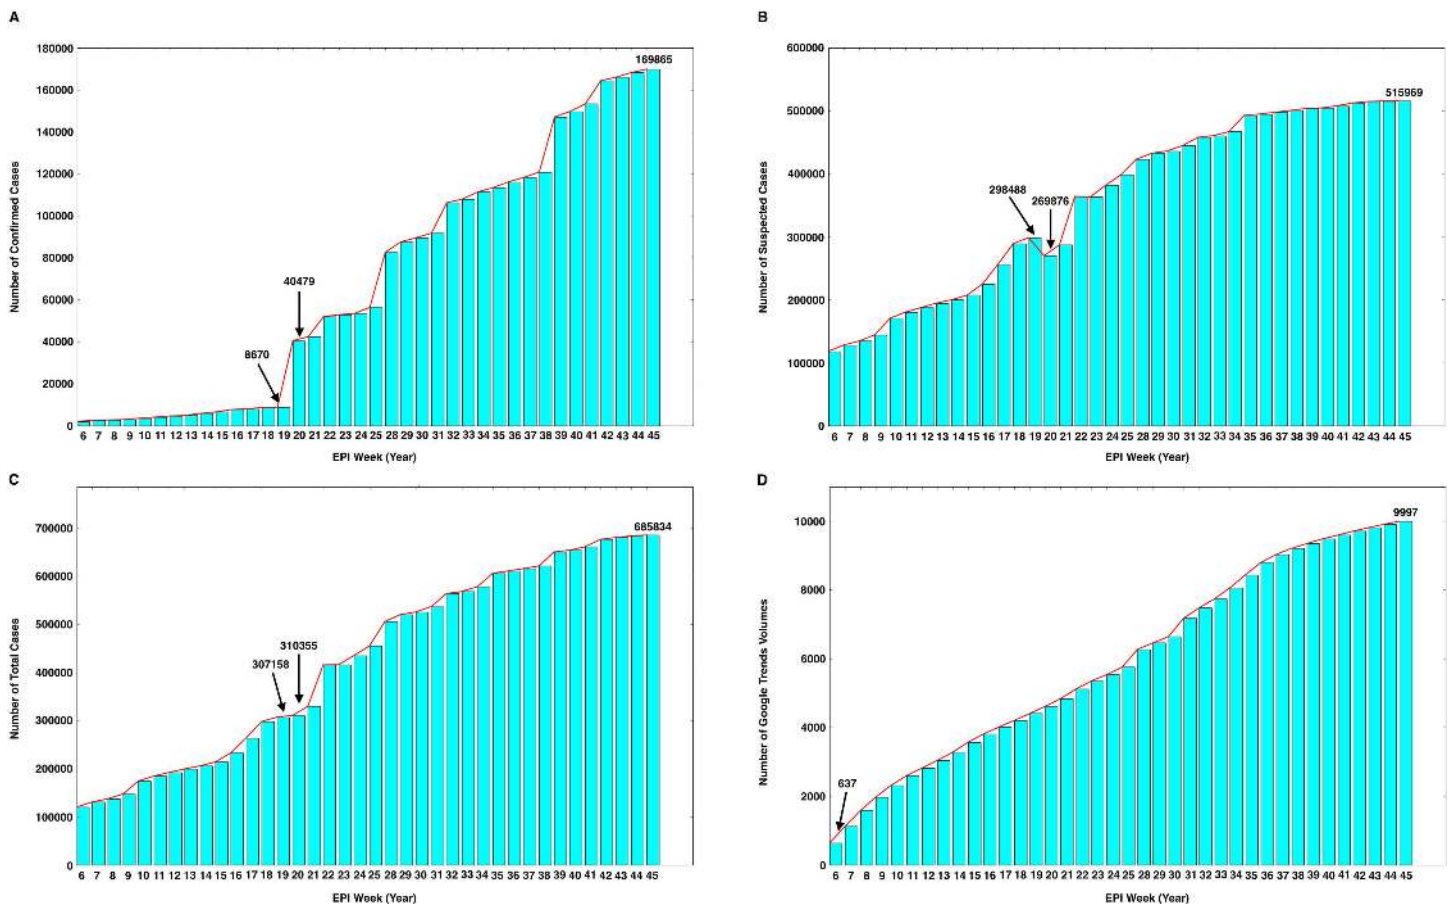 A
Number of Confirmed Cases
180000
160000
140000
120000
100000
80000
60000
40000
20000
0
169865
40479
8670
6 7 8 9 10 11 12 13 14 15 16 17 18 19 20 21 22 23 24 25 28 29 30 31 32 33 34 35 36 37 38 39 40 41 42 43 44 45
EPI Week (Year)
B
Number of Suspected Cases
600000
500000
400000
300000
200000
100000
0
515969
298488
269876
6 7 8 9 10 11 12 13 14 15 16 17 18 19 20 21 22 23 24 25 28 29 30 31 32 33 34 35 36 37 38 39 40 41 42 43 44 45
EPI Week (Year)
C
Number of Total Cases
700000
600000
500000
400000
300000
200000
100000
0
685834
310355
307158
6 7 8 9 10 11 12 13 14 15 16 17 18 19 20 21 22 23 24 25 28 29 30 31 32 33 34 35 36 37 38 39 40 41 42 43 44 45
EPI Week (Year)
D
Number of Google Trends Volumes
10000
8000
6000
4000
2000
0
9997
637
6 7 8 9 10 11 12 13 14 15 16 17 18 19 20 21 22 23 24 25 28 29 30 31 32 33 34 35 36 37 38 39 40 41 42 43 44 45
EPI Week (Year)